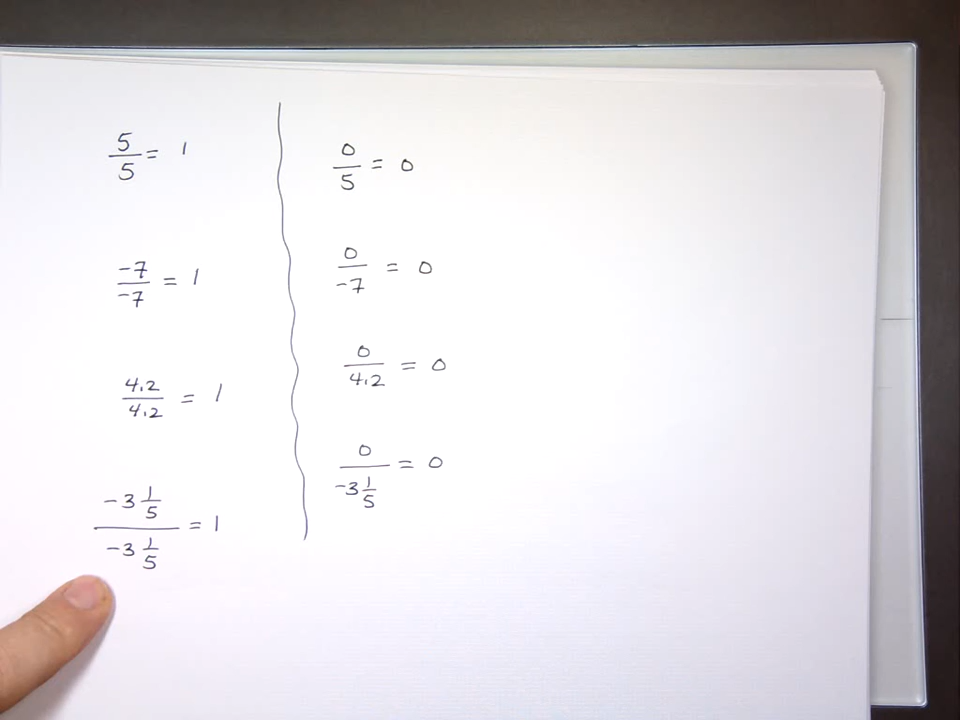 5/5 = 1
-7/-7 = 1
4.2/4.2 = 1
-3 1/5 / -3 1/5 = 1
0/5 = 0
0/-7 = 0
0/4.2 = 0
0 / -3 1/5 = 0